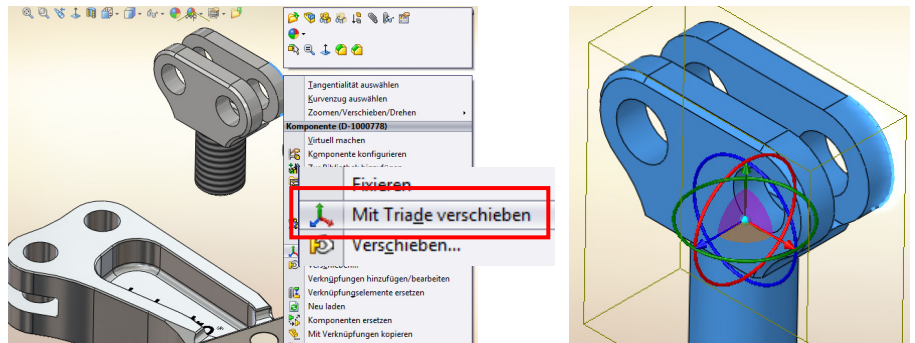 Tangentialität auswählen
Kurvenzug auswählen
Zoomen/Verschieben/Drehen
Komponente (D-1000778)
Virtuell machen
Komponente konfigurieren
Fixieren
Mit Triade verschieben
Verschieben...
Verknüpfungen hinzufügen/bearbeiten
Verknüpfungselemente ersetzen
Neu laden
Komponenten ersetzen
Mit Verknüpfungen kopieren